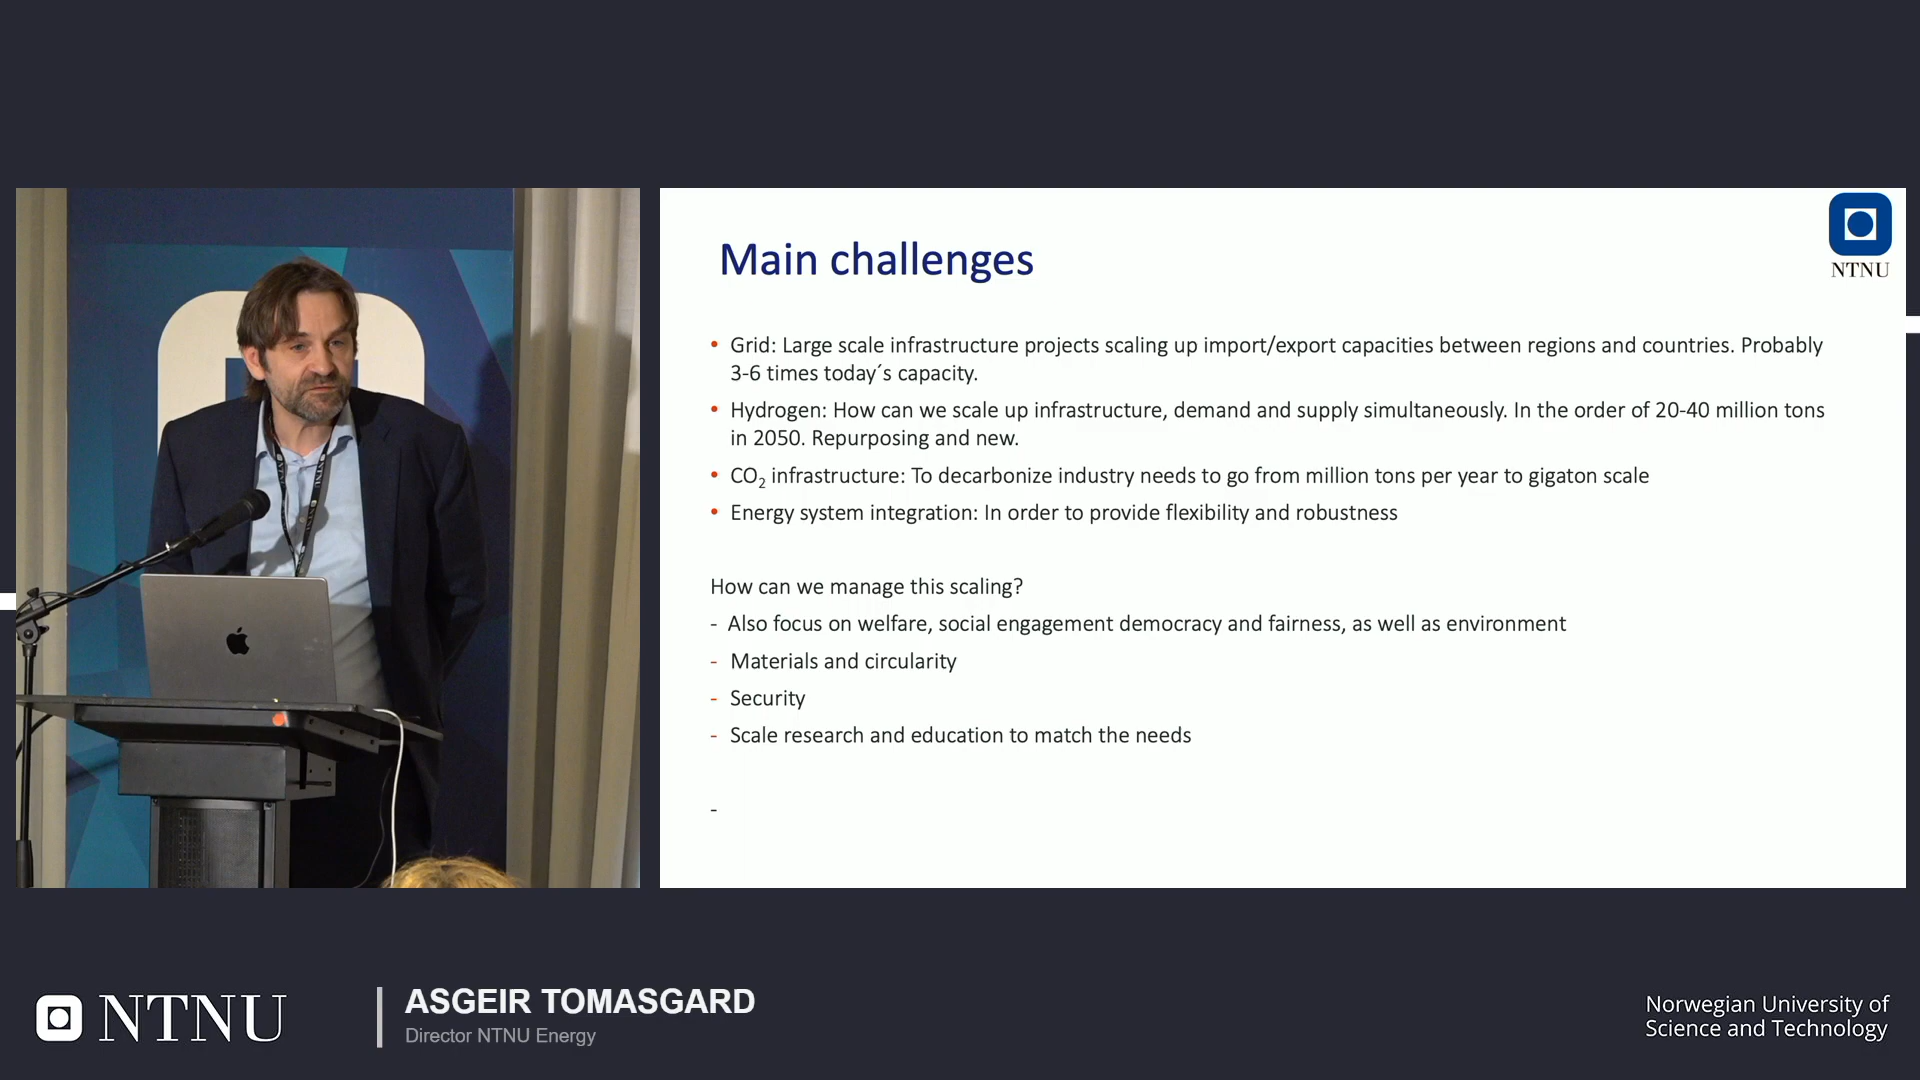 Main challenges
NTNU
• Grid: Large scale infrastructure projects scaling up import/export capacities between regions and countries. Probably
3-6 times today´s capacity.
• Hydrogen: How can we scale up infrastructure, demand and supply simultaneously. In the order of 20-40 million tons
in 2050. Repurposing and new.
• CO2 infrastructure: To decarbonize industry needs to go from million tons per year to gigaton scale
• Energy system integration: In order to provide flexibility and robustness
How can we manage this scaling?
- Also focus on welfare, social engagement democracy and fairness, as well as environment
- Materials and circularity
- Security
- Scale research and education to match the needs
-
NTNU
ASGEIR TOMASGARD
Director NTNU Energy
Norwegian University of
Science and Technology